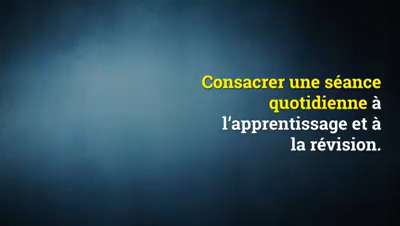 Consacrer une séance
quotidienne à
l’apprentissage et à
la révision.